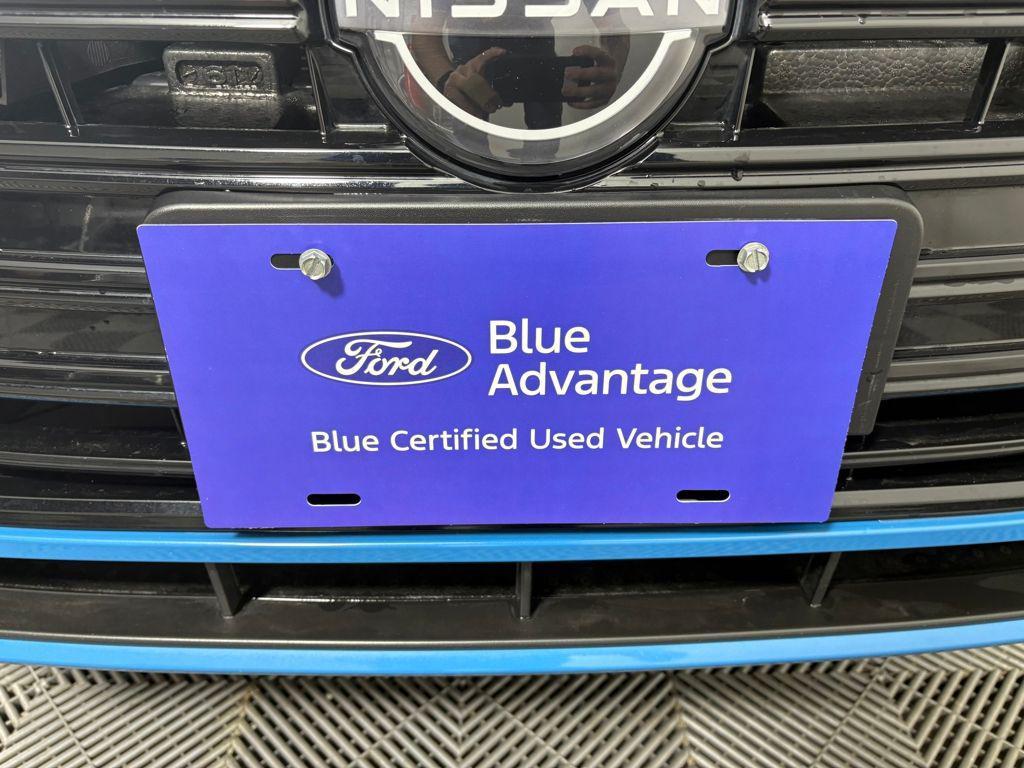 NISSAN
Ford
Blue
Advantage
Blue Certified Used Vehicle